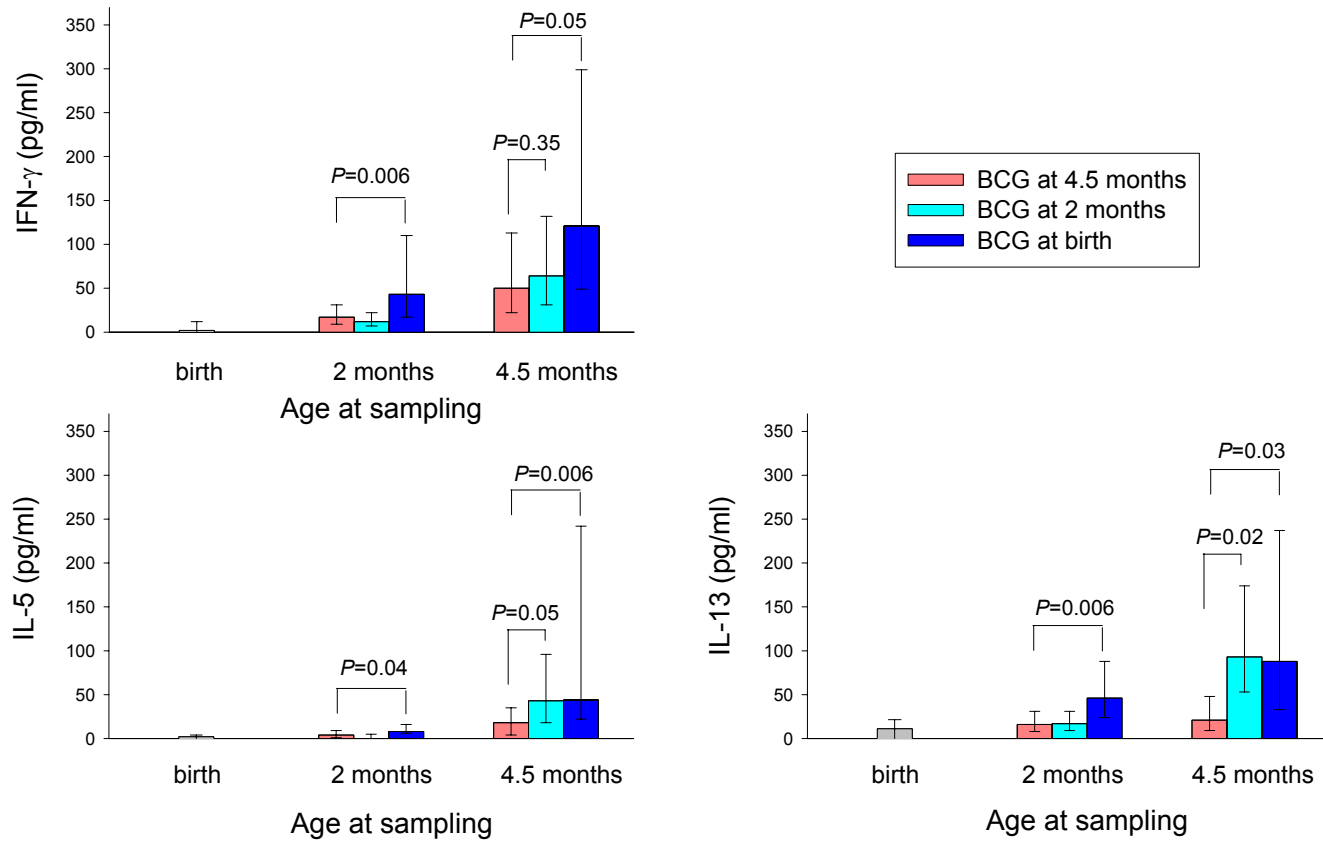 IFN-γ (pg/ml)
350
300
250
200
150
100
50
0
P=0.006
P=0.35
P=0.05
birth
2 months
4.5 months
Age at sampling
BCG at 4.5 months
BCG at 2 months
BCG at birth
IL-5 (pg/ml)
350
300
250
200
150
100
50
0
P=0.04
P=0.05
P=0.006
birth
2 months
4.5 months
Age at sampling
IL-13 (pg/ml)
350
300
250
200
150
100
50
0
P=0.006
P=0.02
P=0.03
birth
2 months
4.5 months
Age at sampling